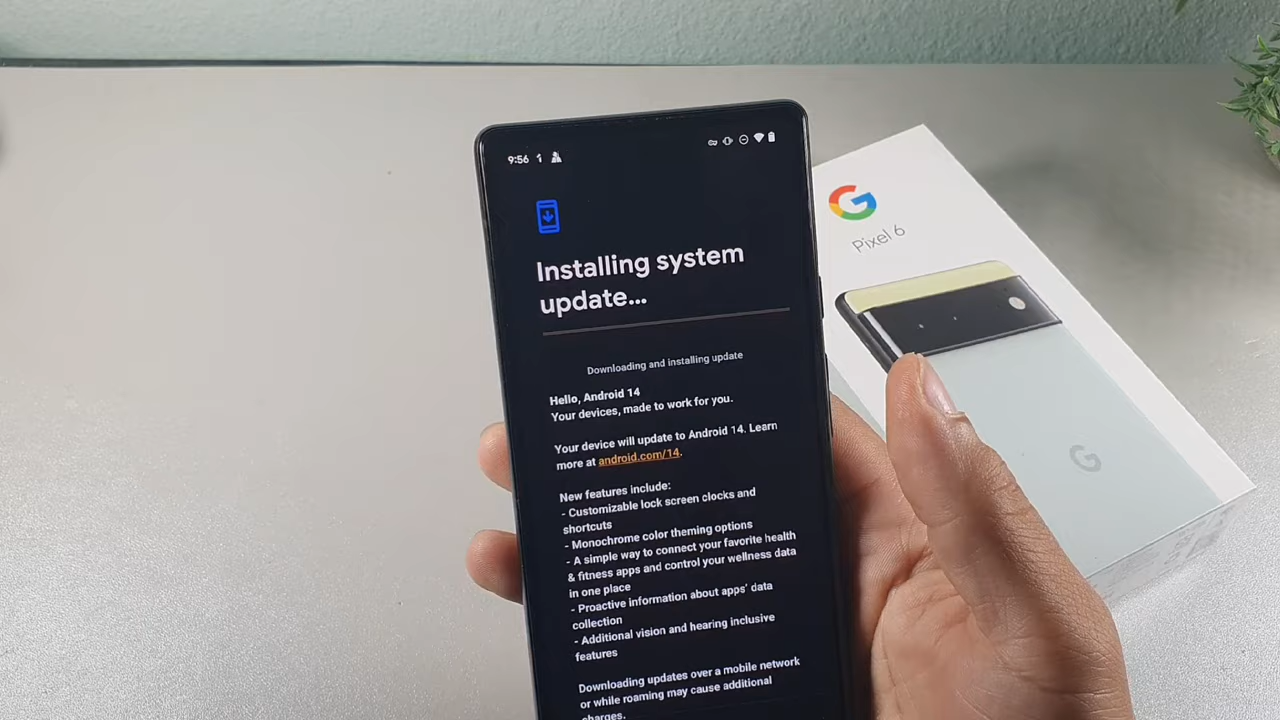 9:56
Installing system
update...
Downloading and installing update
Hello, Android 14
Your devices, made to work for you.
Your device will update to Android 14. Learn
more at android.com/14.
New features include:
- Customizable lock screen clocks and
shortcuts
- Monochrome color theming options
- A simple way to connect your favorite health
& fitness apps and control your wellness data
in one place
- Proactive information about apps' data
collection
- Additional vision and hearing inclusive
features
Downloading updates over a mobile network
or while roaming may cause additional
charges.
G
Pixel 6
G